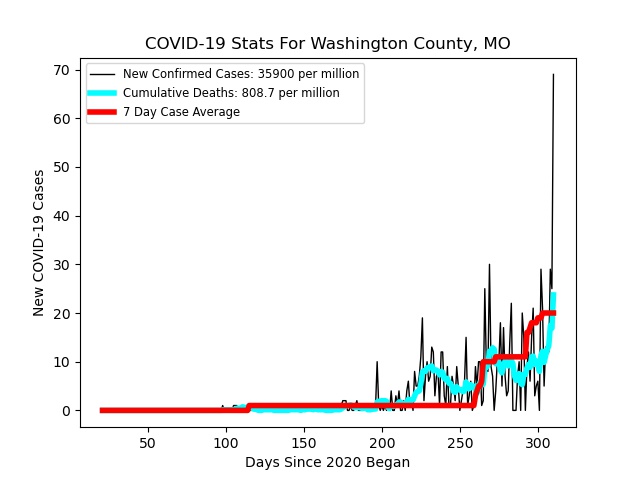 COVID-19 Stats For Washington County, MO
New Confirmed Cases: 35900 per million
Cumulative Deaths: 808.7 per million
7 Day Case Average
New COVID-19 Cases
70
60
50
40
30
20
10
0
50 100 150 200 250 300
Days Since 2020 Began